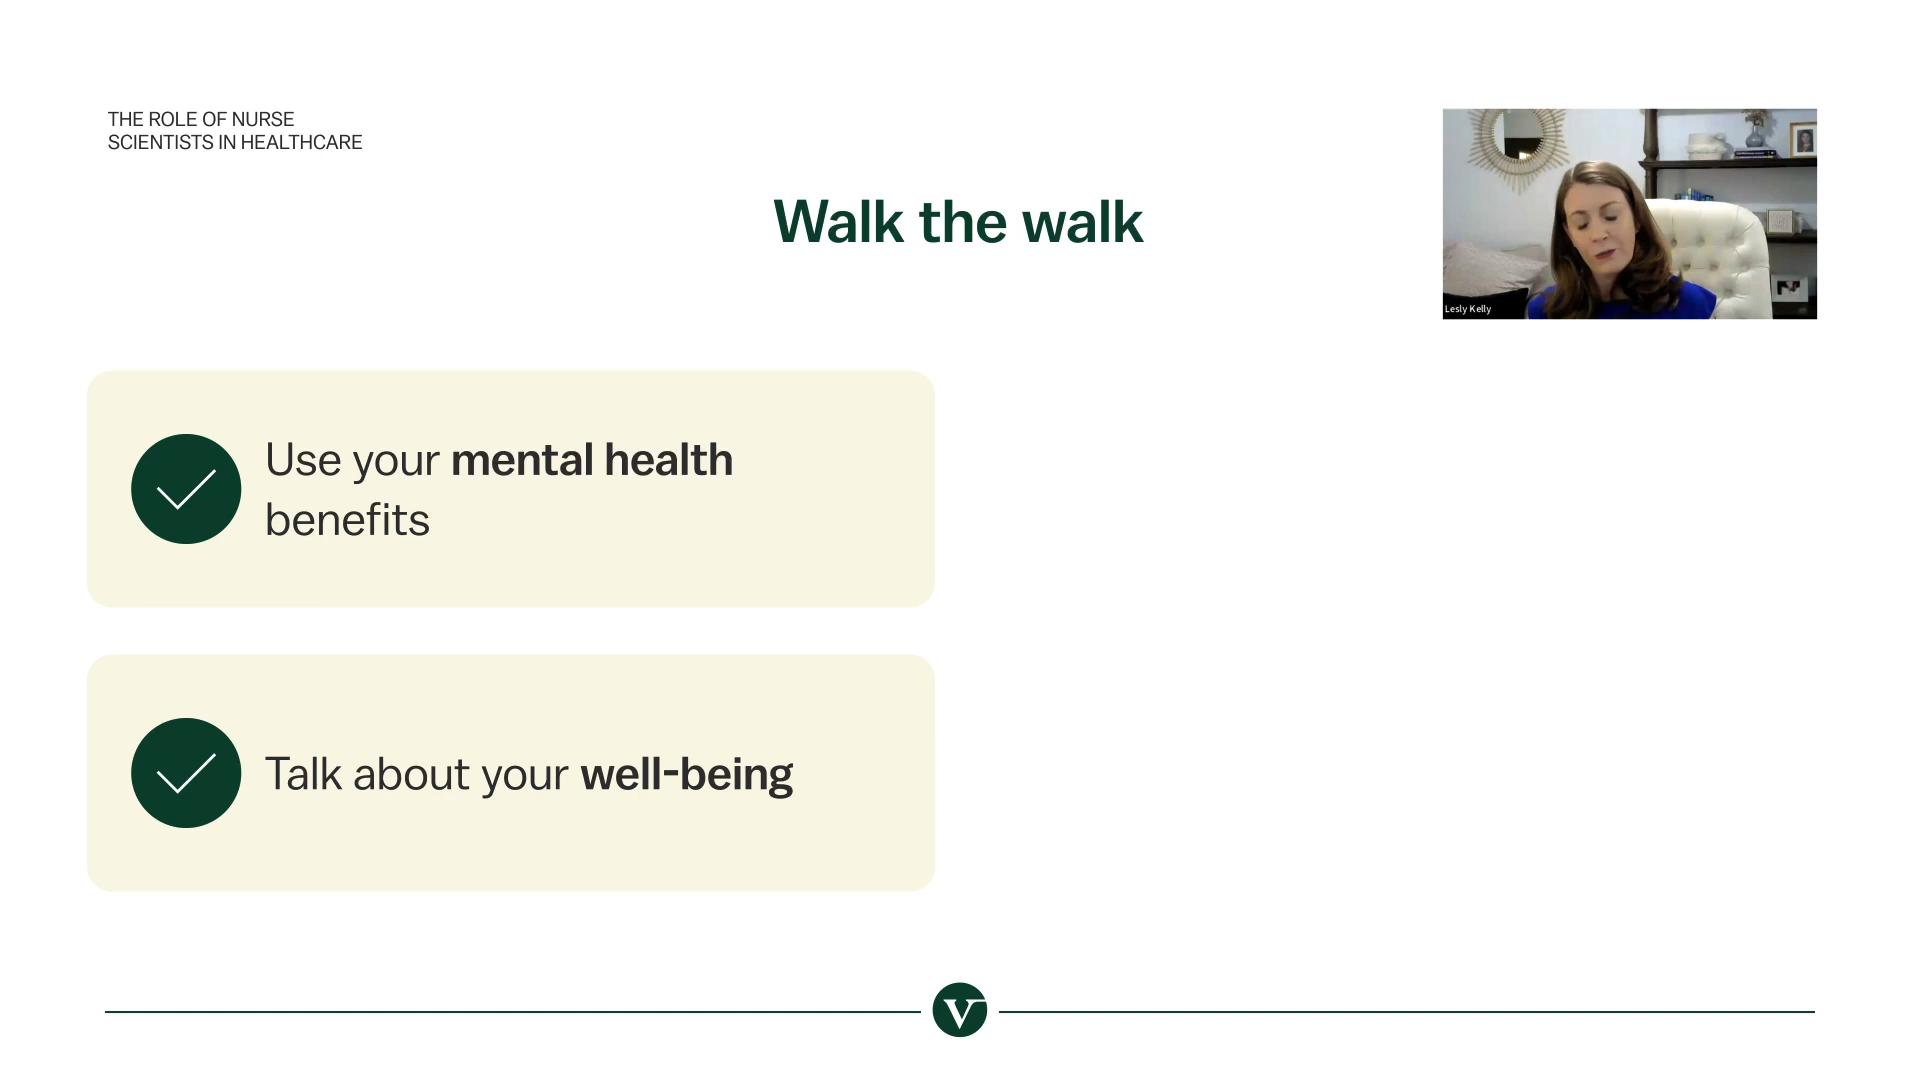 THE ROLE OF NURSE
SCIENTISTS IN HEALTHCARE
Walk the walk
Lesly Kelly
Use your mental health
benefits
Talk about your well-being
V